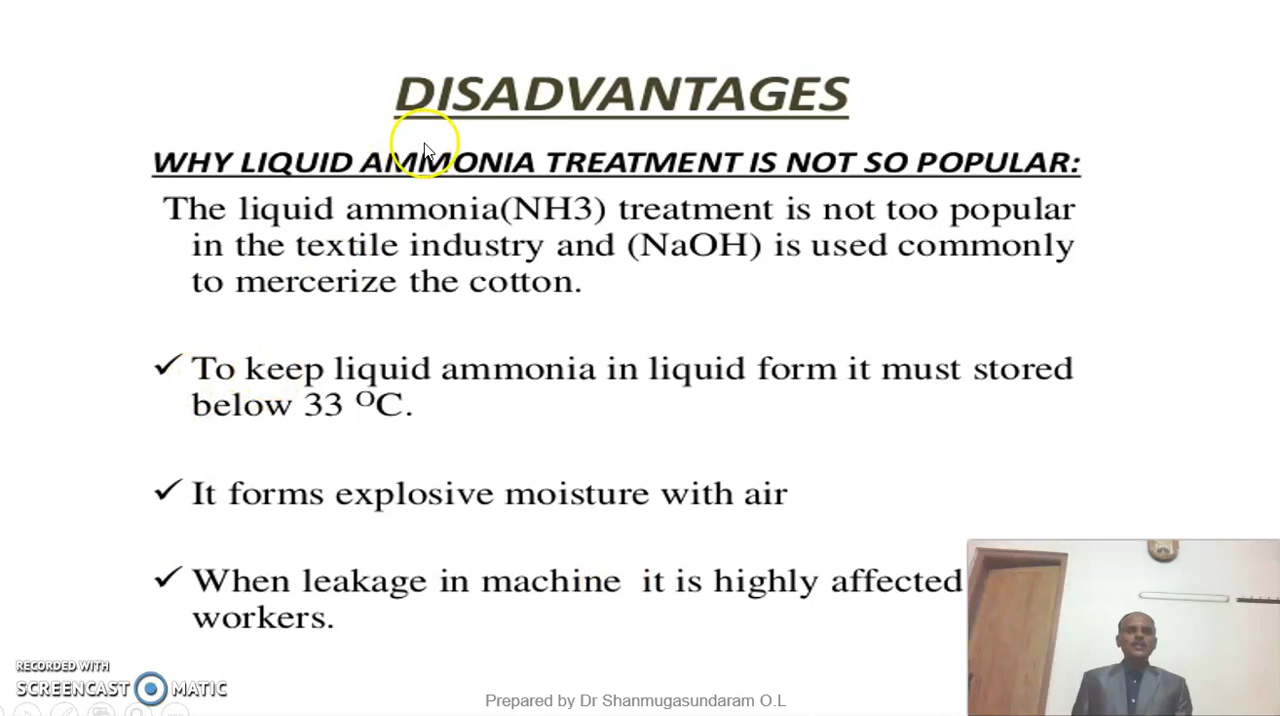 DISADVANTAGES
WHY LIQUID AMMONIA TREATMENT IS NOT SO POPULAR:
The liquid ammonia(NH3) treatment is not too popular
in the textile industry and (NaOH) is used commonly
to mercerize the cotton.
✓ To keep liquid ammonia in liquid form it must stored
below 33 ᴼC.
✓ It forms explosive moisture with air
✓ When leakage in machine it is highly affected
workers.
RECORDED WITH
SCREENCAST MATIC
Prepared by Dr Shanmugasundaram O.L